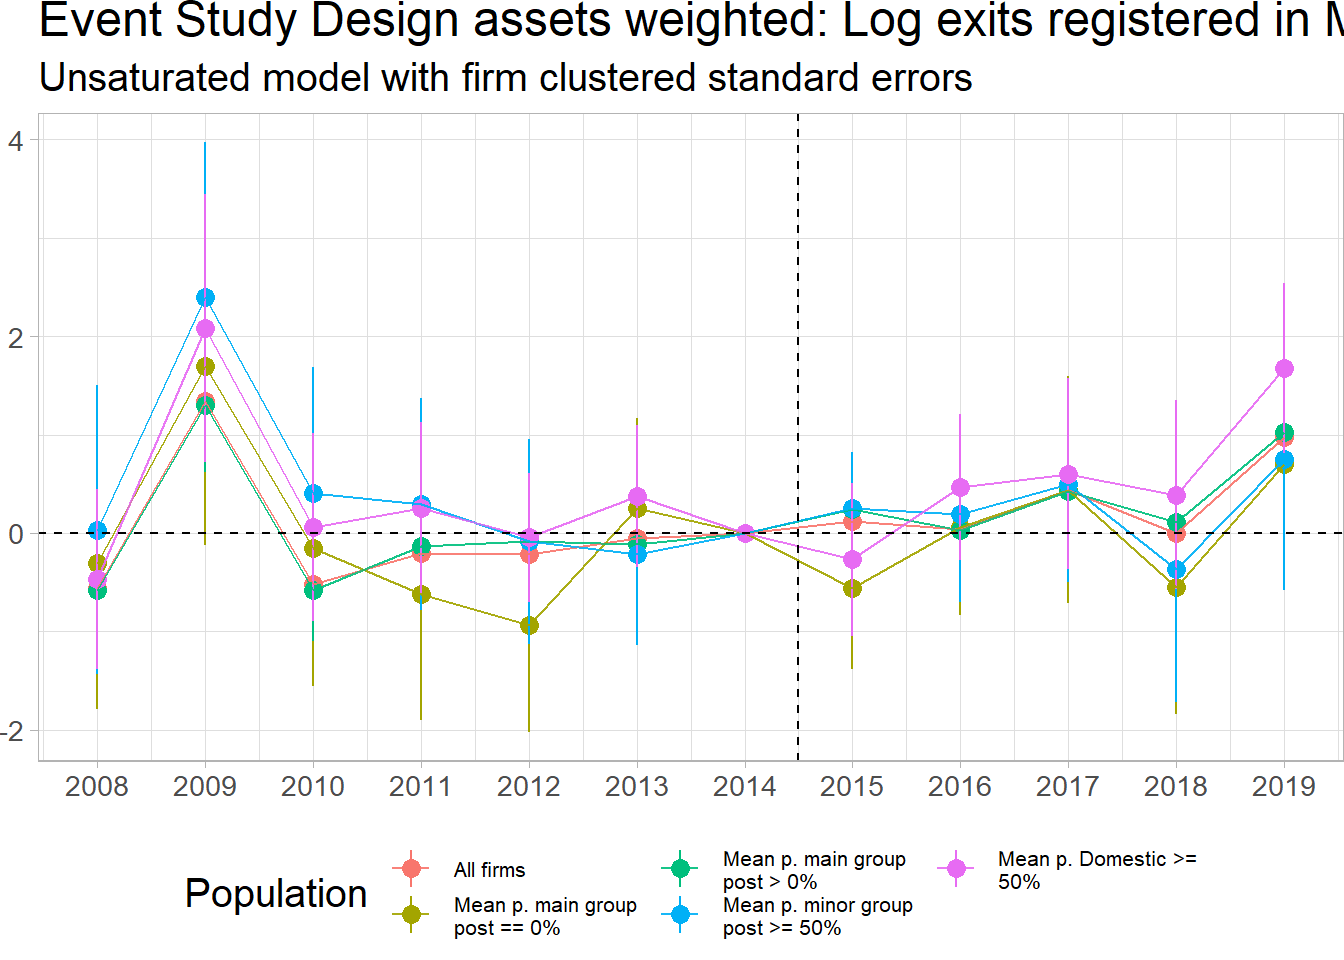 Event Study Design assets weighted: Log exits registered in M
Unsaturated model with firm clustered standard errors
4
2
0
-2
2008 2009 2010 2011 2012 2013 2014 2015 2016 2017 2018 2019
Population
All firms
Mean p. main group
post == 0%
Mean p. main group
post > 0%
Mean p. minor group
post >= 50%
Mean p. Domestic >=
50%